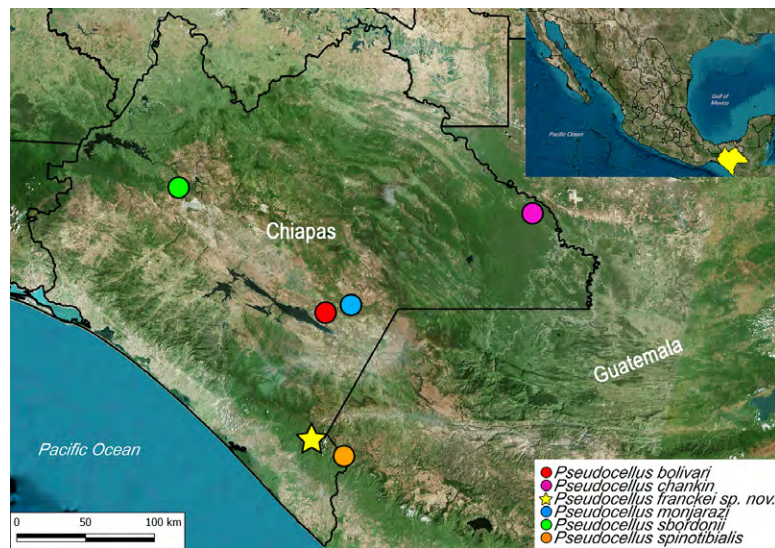 Gulf of
Mexico
Pacific Ocean
Chiapas
Guatemala
Pacific Ocean
0 50 100 km
Pseudocellus bolivari
Pseudocellus chankin
Pseudocellus franckei sp. nov.
Pseudocellus monjarazi
Pseudocellus sbordonii
Pseudocellus spinotibialis